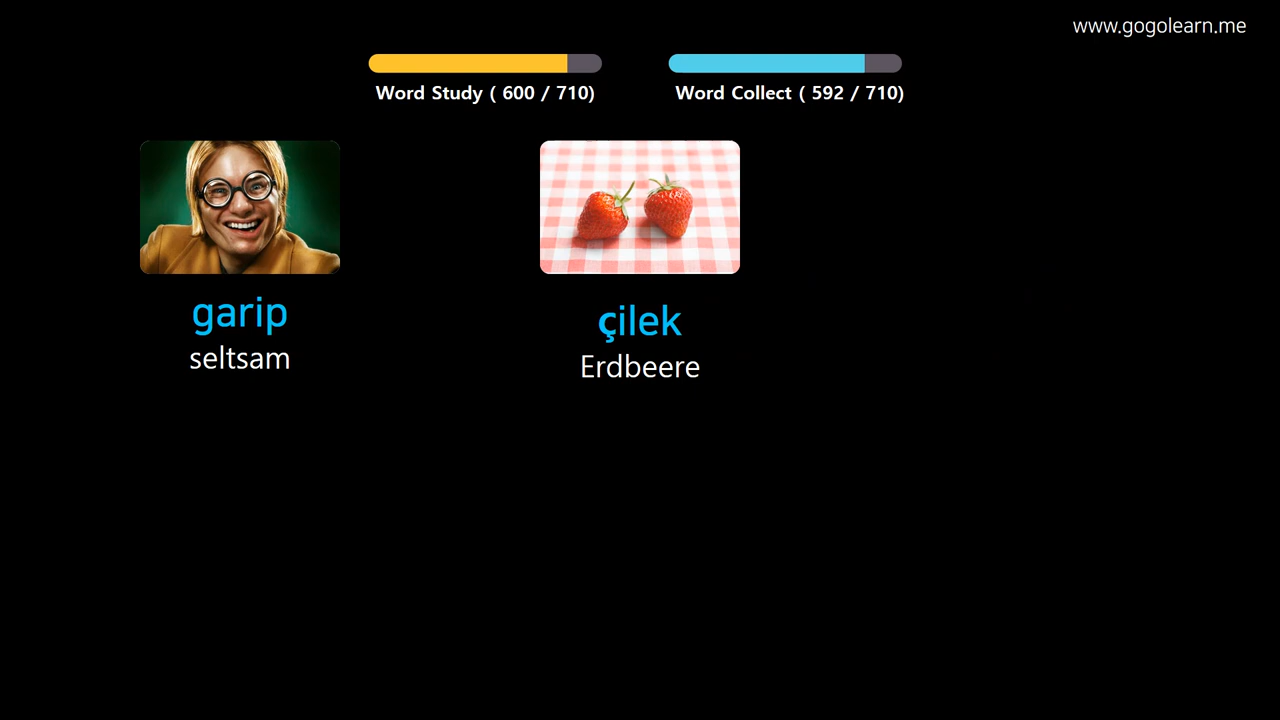 www.gogolearn.me
Word Study ( 600 / 710)
Word Collect ( 592 / 710)
garip
seltsam
çilek
Erdbeere